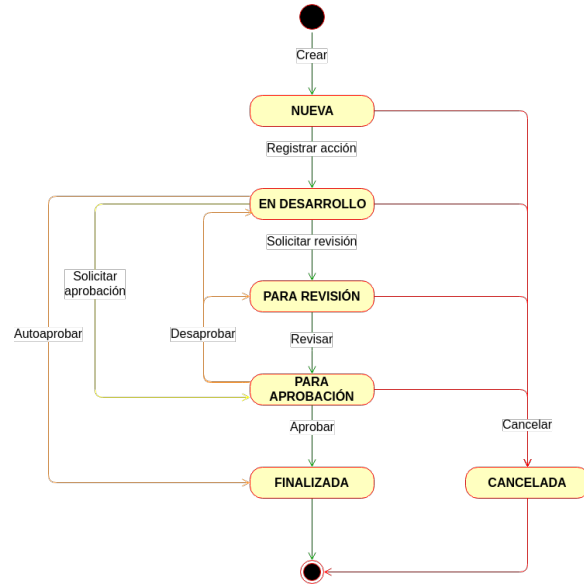 Crear
NUEVA
Registrar acción
EN DESARROLLO
Solicitar revisión
Solicitar
aprobación
PARA REVISIÓN
Autoaprobar
Desaprobar
Revisar
PARA
APROBACIÓN
Aprobar
Cancelar
FINALIZADA
CANCELADA